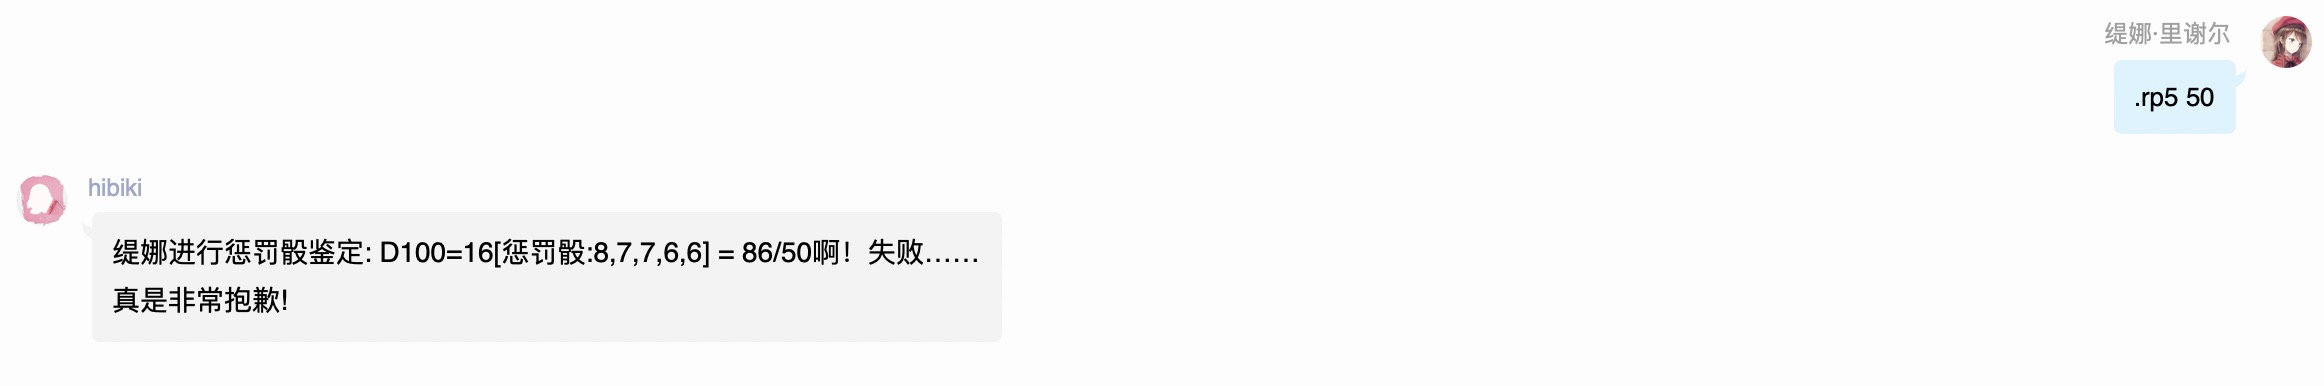 缇娜·里谢尔
.rp5 50
hibiki
缇娜进行惩罚骰鉴定: D100=16[惩罚骰:8,7,7,6,6] = 86/50啊！失败……
真是非常抱歉!